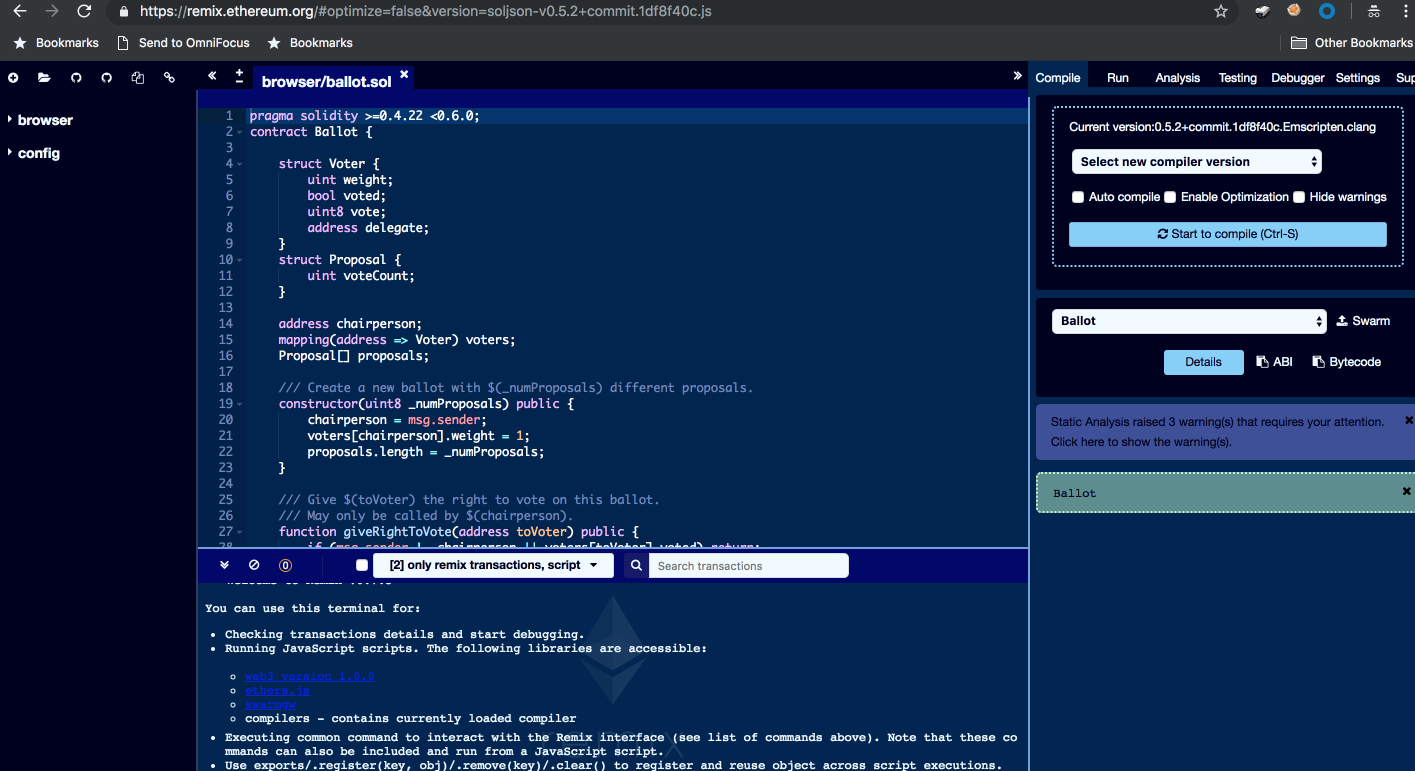 https://remix.ethereum.org/#optimize=false&version=soljson-v0.5.2+commit.1df8f40c.js
Bookmarks Send to OmniFocus Bookmarks Other Bookmarks
browser/ballot.sol
Compile Run Analysis Testing Debugger Settings Sup
browser
config
1 pragma solidity >=0.4.22 <0.6.0;
2 contract Ballot {
3
4 struct Voter {
5 uint weight;
6 bool voted;
7 uint8 vote;
8 address delegate;
9 }
10 struct Proposal {
11 uint voteCount;
12 }
13
14 address chairperson;
15 mapping(address => Voter) voters;
16 Proposal[] proposals;
17
18 /// Create a new ballot with $(_numProposals) different proposals.
19 constructor(uint8 _numProposals) public {
20 chairperson = msg.sender;
21 voters[chairperson].weight = 1;
22 proposals.length = _numProposals;
23 }
24
25 /// Give $(toVoter) the right to vote on this ballot.
26 /// May only be called by $(chairperson).
27 function giveRightToVote(address toVoter) public {
28 if (msg.sender != chairperson || voters[toVoter].voted) return;
0
[2] only remix transactions, script
Search transactions
You can use this terminal for:
• Checking transactions details and start debugging.
• Running JavaScript scripts. The following libraries are accessible:
web3 version 1.0.0
ethers.js
swarmgw
compilers - contains currently loaded compiler
• Executing common command to interact with the Remix interface (see list of commands above). Note that these co
mmands can also be included and run from a JavaScript script.
• Use exports/.register(key, obj)/.remove(key)/.clear() to register and reuse object across script executions.
Current version:0.5.2+commit.1df8f40c.Emscripten.clang
Select new compiler version
Auto compile Enable Optimization Hide warnings
Start to compile (Ctrl-S)
Ballot
Swarm
Details ABI Bytecode
Static Analysis raised 3 warning(s) that requires your attention.
Click here to show the warning(s).
Ballot